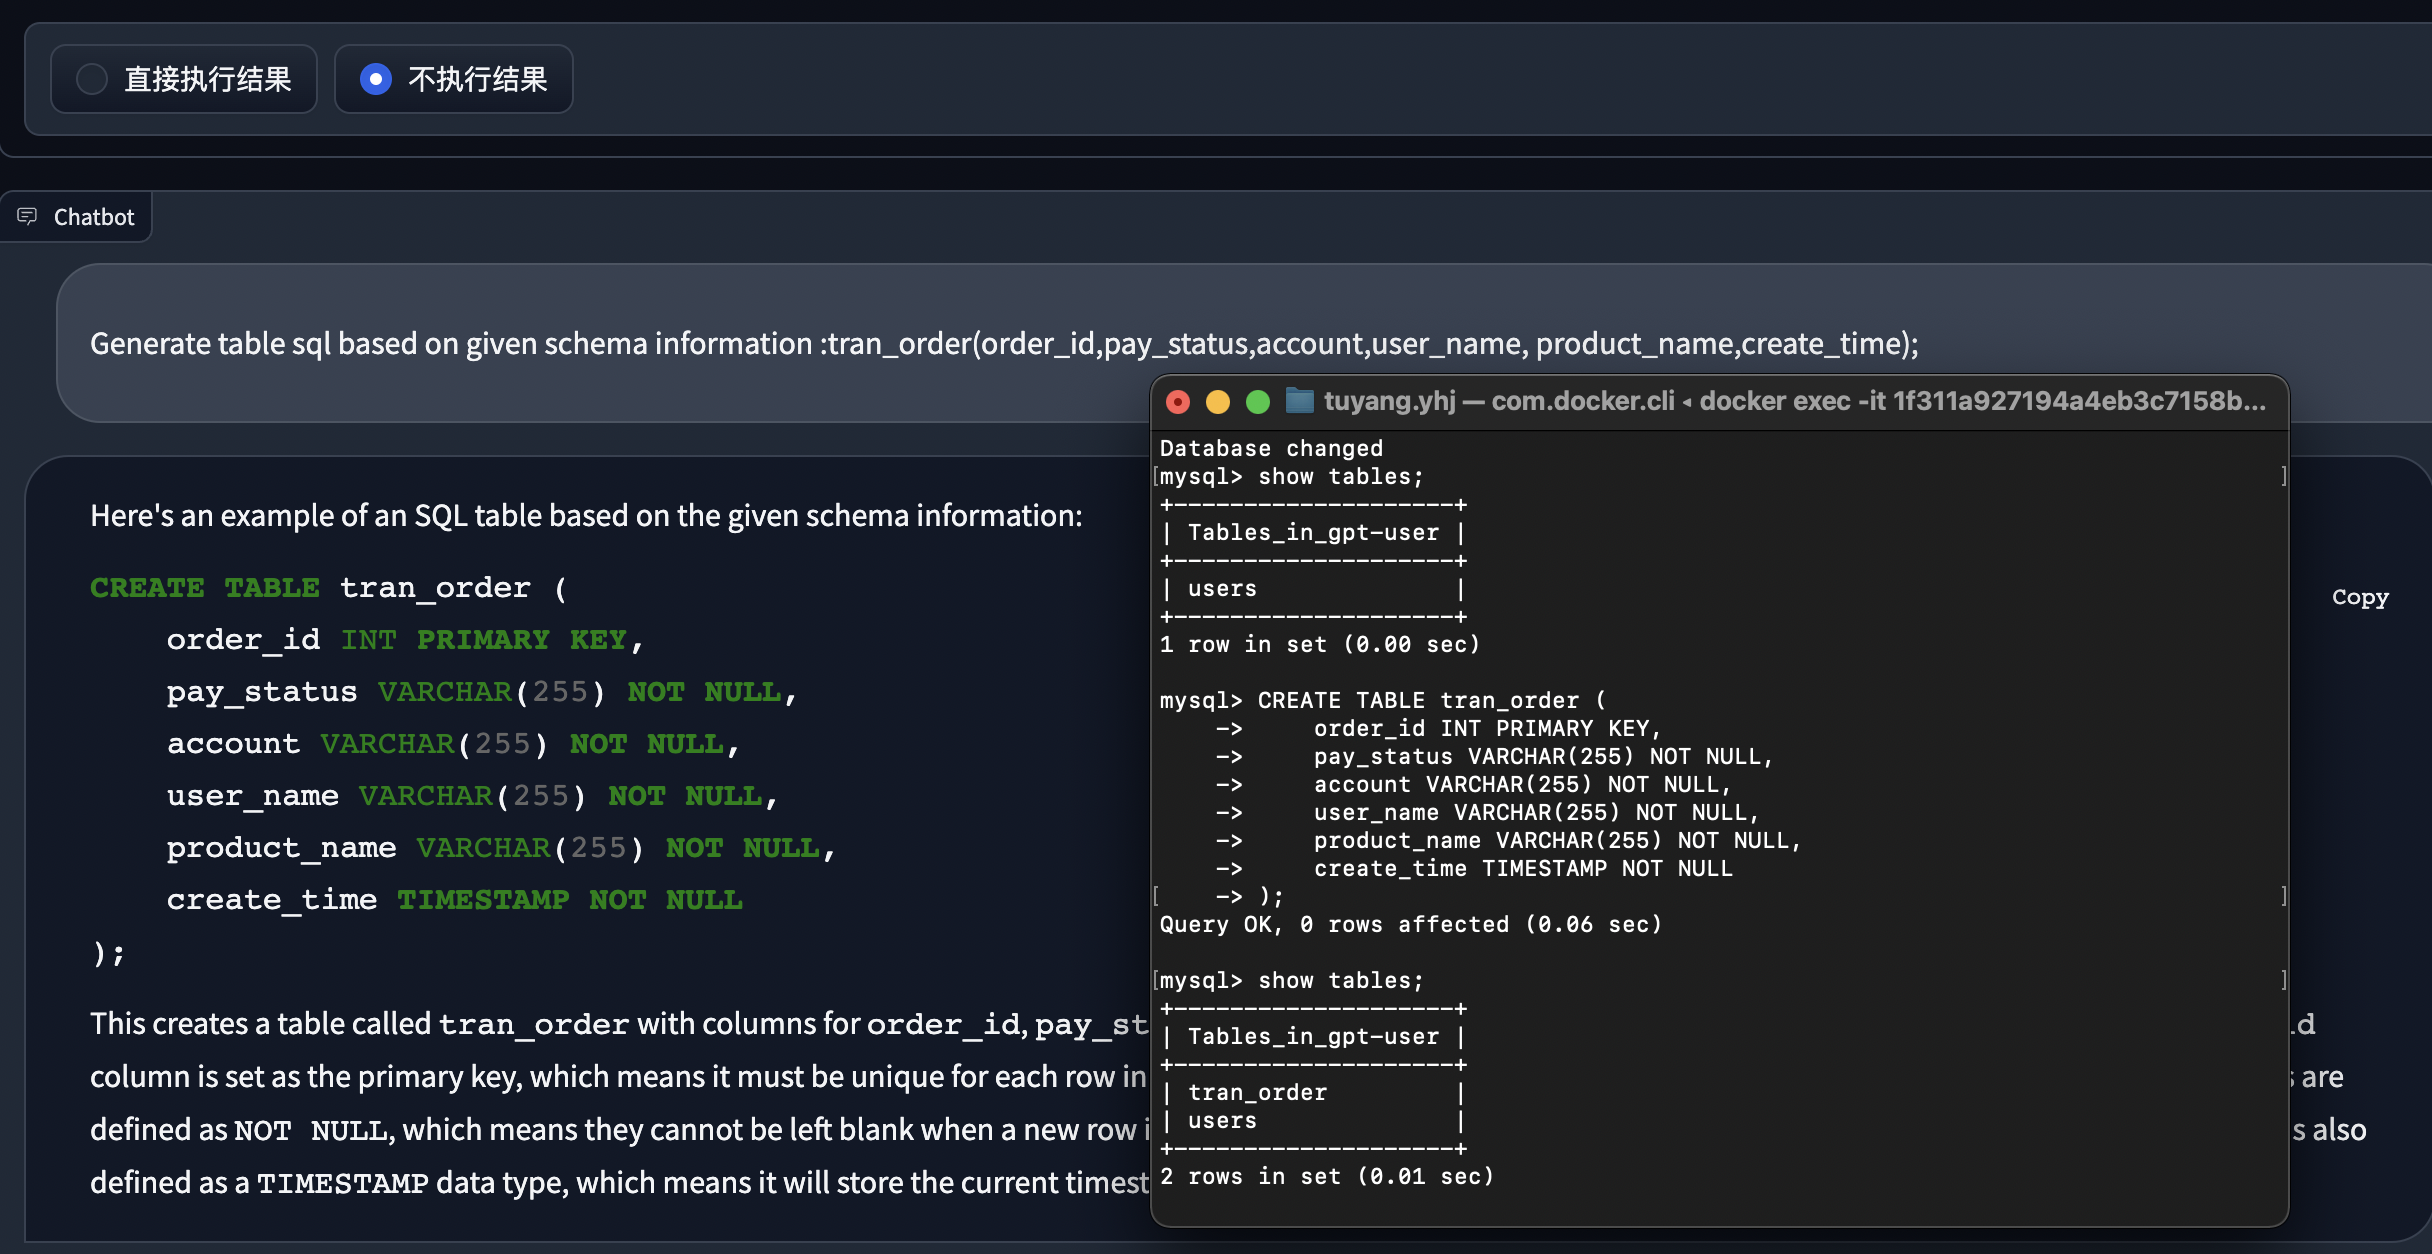 直接执行结果
不执行结果
Chatbot
Generate table sql based on given schema information :tran_order(order_id,pay_status,account,user_name, product_name,create_time);
Here's an example of an SQL table based on the given schema information:
Copy
CREATE TABLE tran_order (
    order_id INT PRIMARY KEY,
    pay_status VARCHAR(255) NOT NULL,
    account VARCHAR(255) NOT NULL,
    user_name VARCHAR(255) NOT NULL,
    product_name VARCHAR(255) NOT NULL,
    create_time TIMESTAMP NOT NULL
);
This creates a table called tran_order with columns for order_id, pay_st
column is set as the primary key, which means it must be unique for each row in are
defined as NOT NULL, which means they cannot be left blank when a new row also
defined as a TIMESTAMP data type, which means it will store the current timest
tuyang.yhj — com.docker.cli ◂ docker exec -it 1f311a927194a4eb3c7158b...
Database changed
[mysql> show tables; ]
+--------------------+
| Tables_in_gpt-user |
+--------------------+
| users              |
+--------------------+
1 row in set (0.00 sec)
mysql> CREATE TABLE tran_order (
    ->     order_id INT PRIMARY KEY,
    ->     pay_status VARCHAR(255) NOT NULL,
    ->     account VARCHAR(255) NOT NULL,
    ->     user_name VARCHAR(255) NOT NULL,
    ->     product_name VARCHAR(255) NOT NULL,
    ->     create_time TIMESTAMP NOT NULL
[    -> ); ]
Query OK, 0 rows affected (0.06 sec)
[mysql> show tables; ]
+--------------------+
| Tables_in_gpt-user |
+--------------------+
| tran_order         |
| users              |
+--------------------+
2 rows in set (0.01 sec)